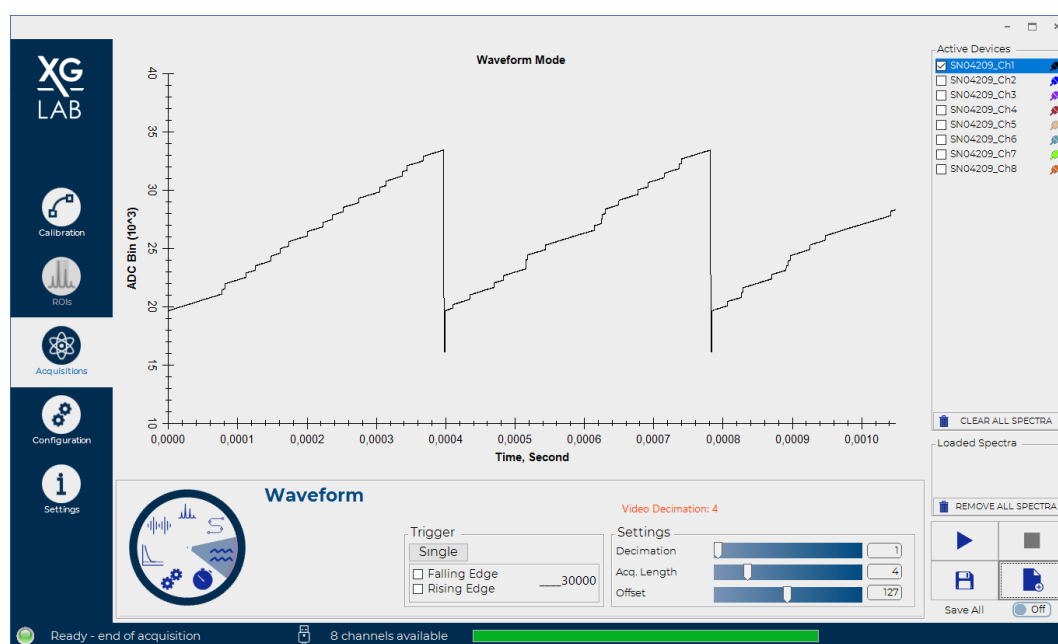 XG
LAB
Calibration
ROIs
Acquisitions
Configuration
Settings
Waveform Mode
ADC Bin (10^3)
40
35
30
25
20
15
10
0,0000
0,0001
0,0002
0,0003
0,0004
0,0005
0,0006
0,0007
0,0008
0,0009
0,0010
Time, Second
Active Devices
SN04209_Ch1
SN04209_Ch2
SN04209_Ch3
SN04209_Ch4
SN04209_Ch5
SN04209_Ch6
SN04209_Ch7
SN04209_Ch8
CLEAR ALL SPECTRA
Loaded Spectra
REMOVE ALL SPECTRA
Save All
Off
Waveform
Video Decimation: 4
Trigger
Single
Falling Edge
Rising Edge
____30000
Settings
Decimation
1
Acq. Length
4
Offset
127
Ready - end of acquisition
8 channels available